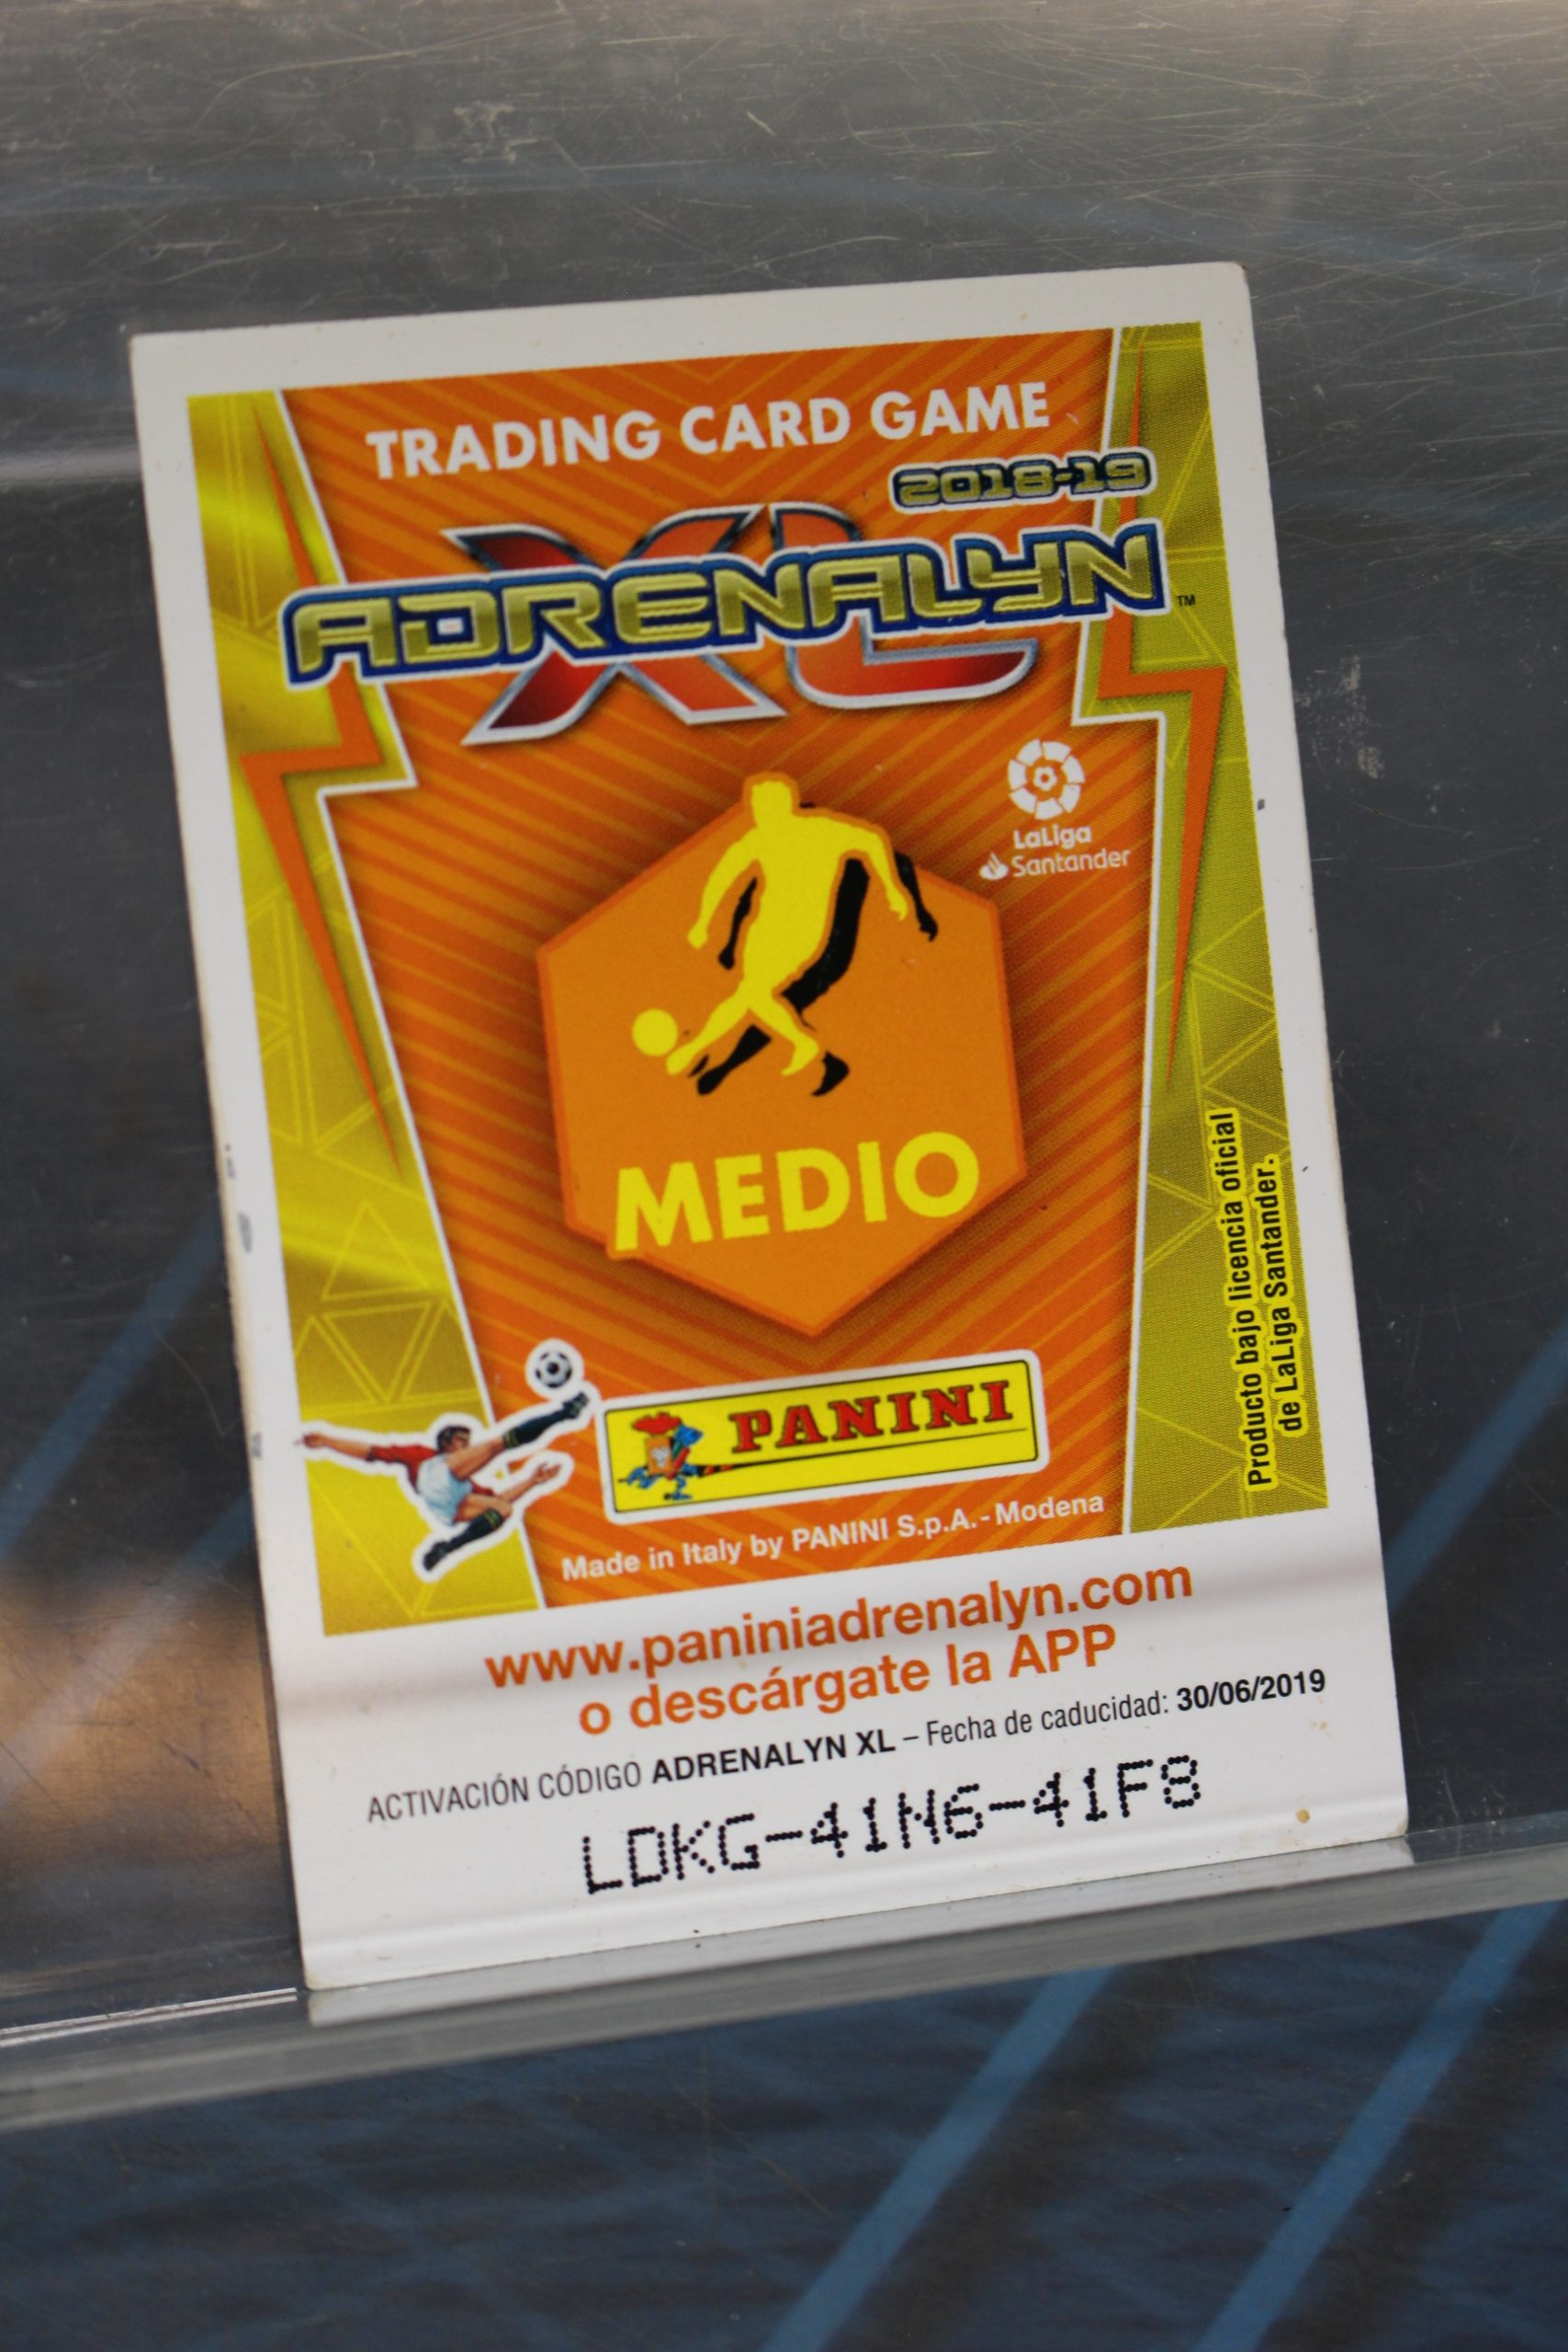 TRADING CARD GAME
2018-19
ADRENALYN XL™
LaLiga
Santander
MEDIO
Producto bajo licencia oficial
de LaLiga Santander.
PANINI
Made in Italy by PANINI S.p.A.-Modena
www.paniniadrenalyn.com
o descárgate la APP
ACTIVACIÓN CÓDIGO ADRENALYN XL – Fecha de caducidad: 30/06/2019
LDKG-41N6-41F8